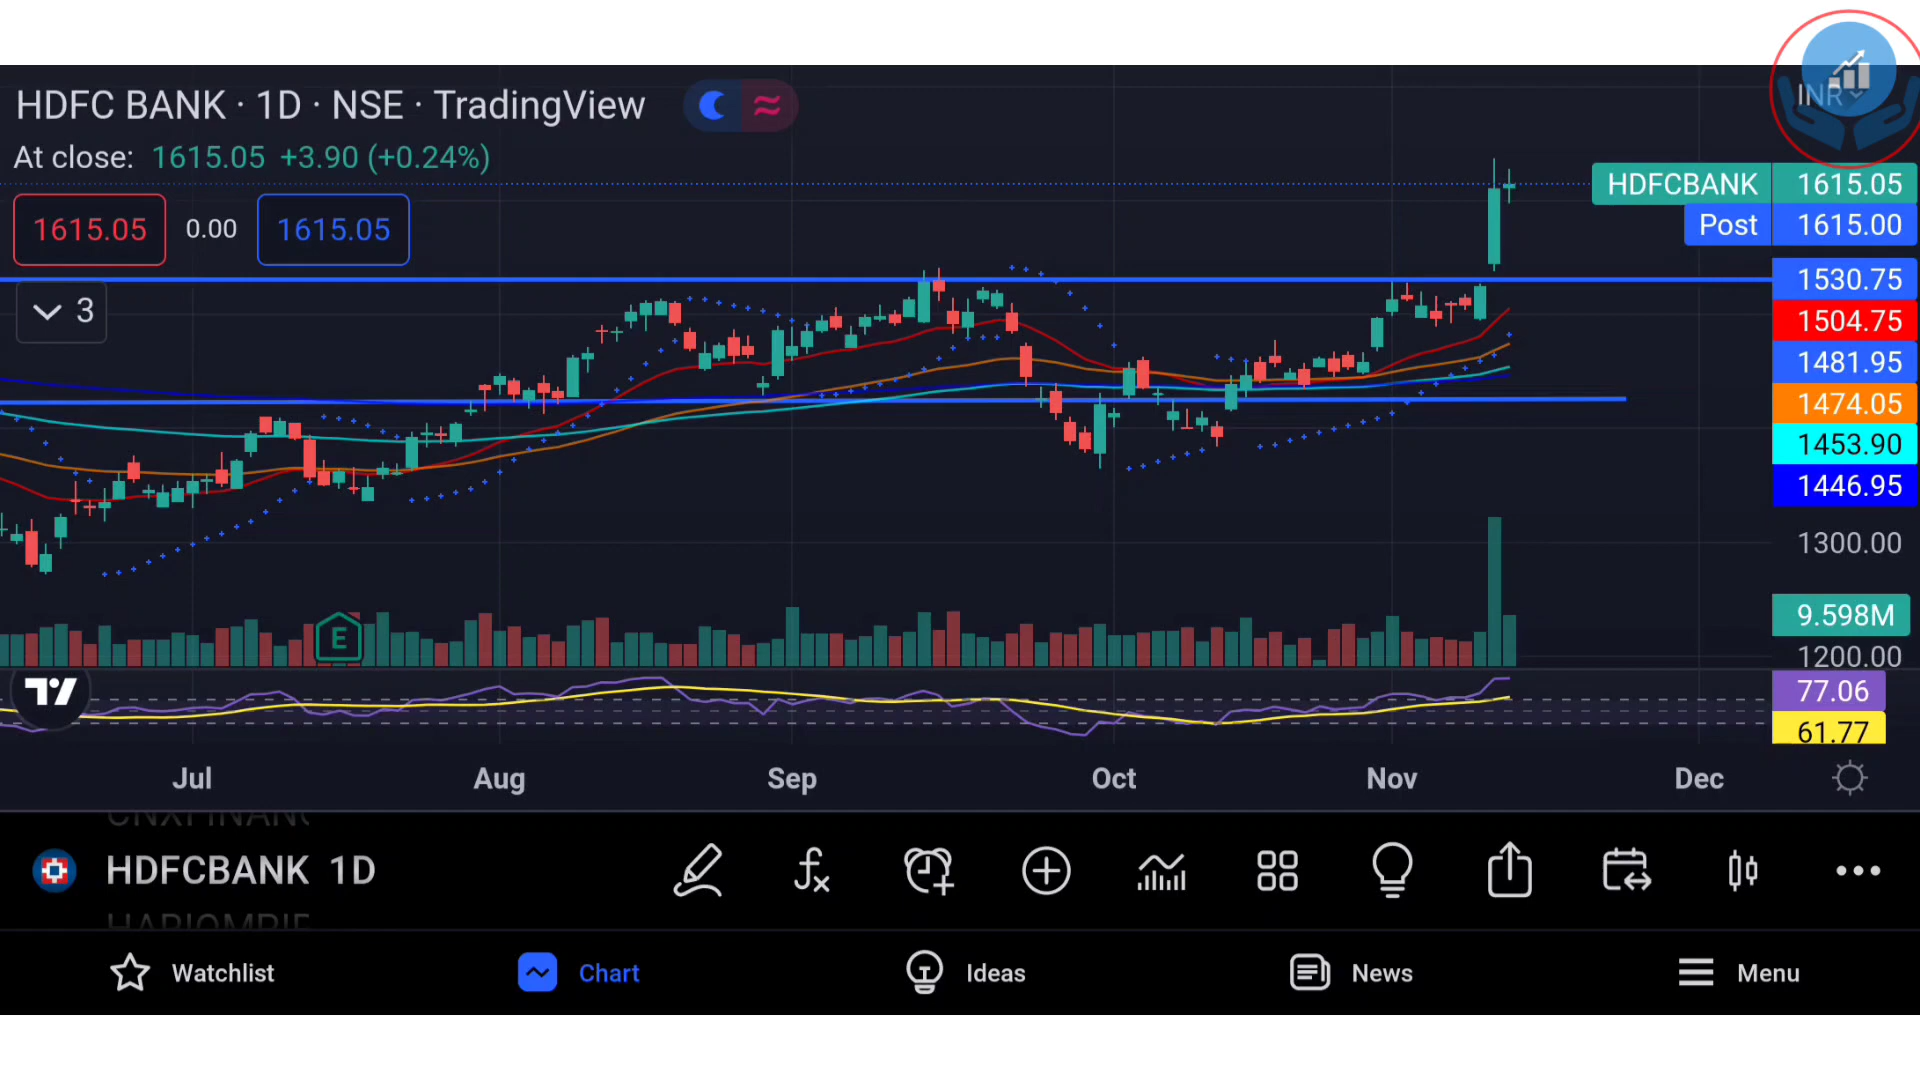 HDFC BANK · 1D · NSE · TradingView
INR
At close: 1615.05 +3.90 (+0.24%)
HDFCBANK 1615.05
1615.05 0.00 1615.05
Post 1615.00
1530.75
3
1504.75
1481.95
1474.05
1453.90
1446.95
1300.00
9.598M
E
1200.00
77.06
61.77
Jul Aug Sep Oct Nov Dec
HDFCBANK 1D
Watchlist Chart Ideas News Menu